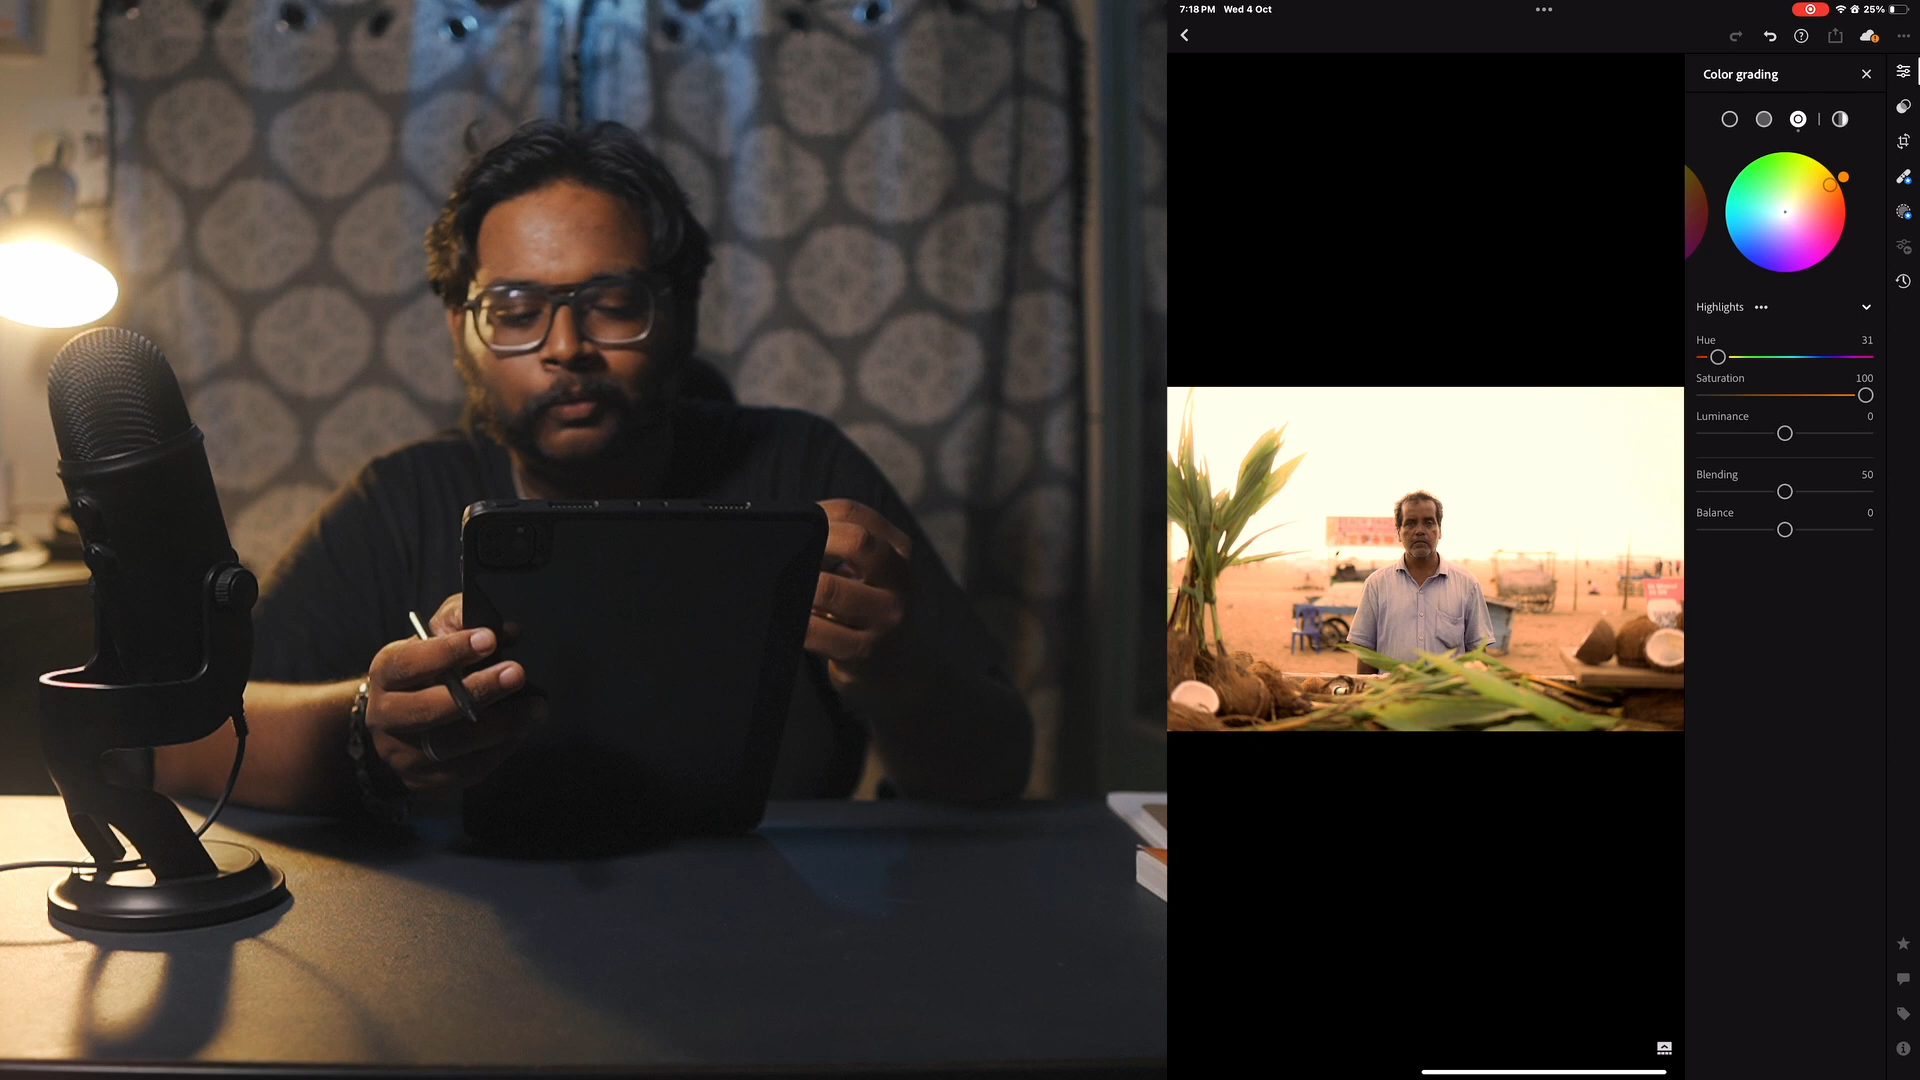 7:18 PM Wed 4 Oct
25%
Color grading
Highlights
Hue 31
Saturation 100
Luminance 0
Blending 50
Balance 0